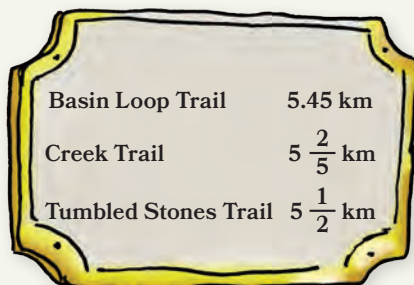 Basin Loop Trail 5.45 km
Creek Trail 5 2/5 km
Tumbled Stones Trail 5 1/2 km